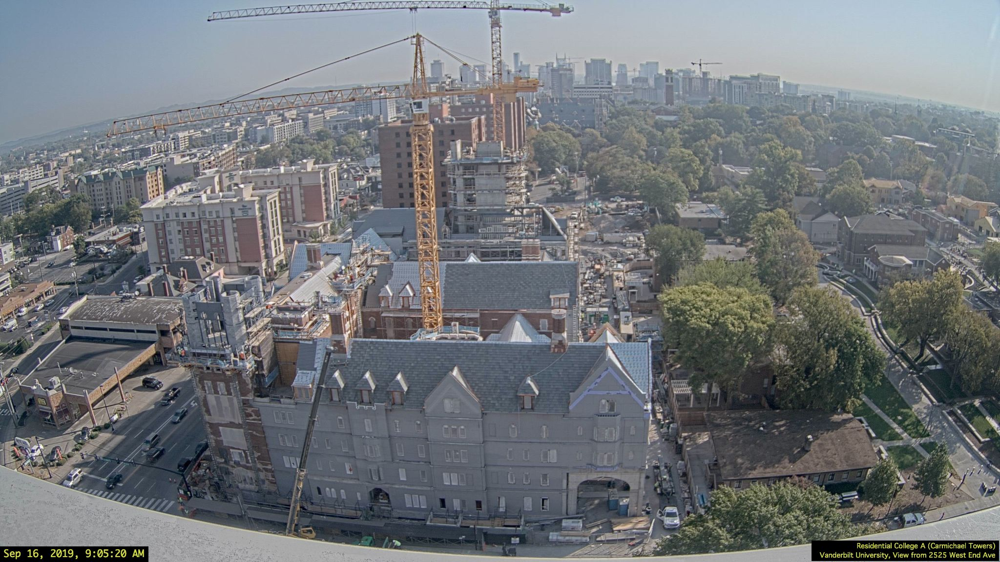 Sep 16, 2019, 9:05:20 AM
Residential College A (Carmichael Towers)
Vanderbilt University, View from 2525 West End Ave